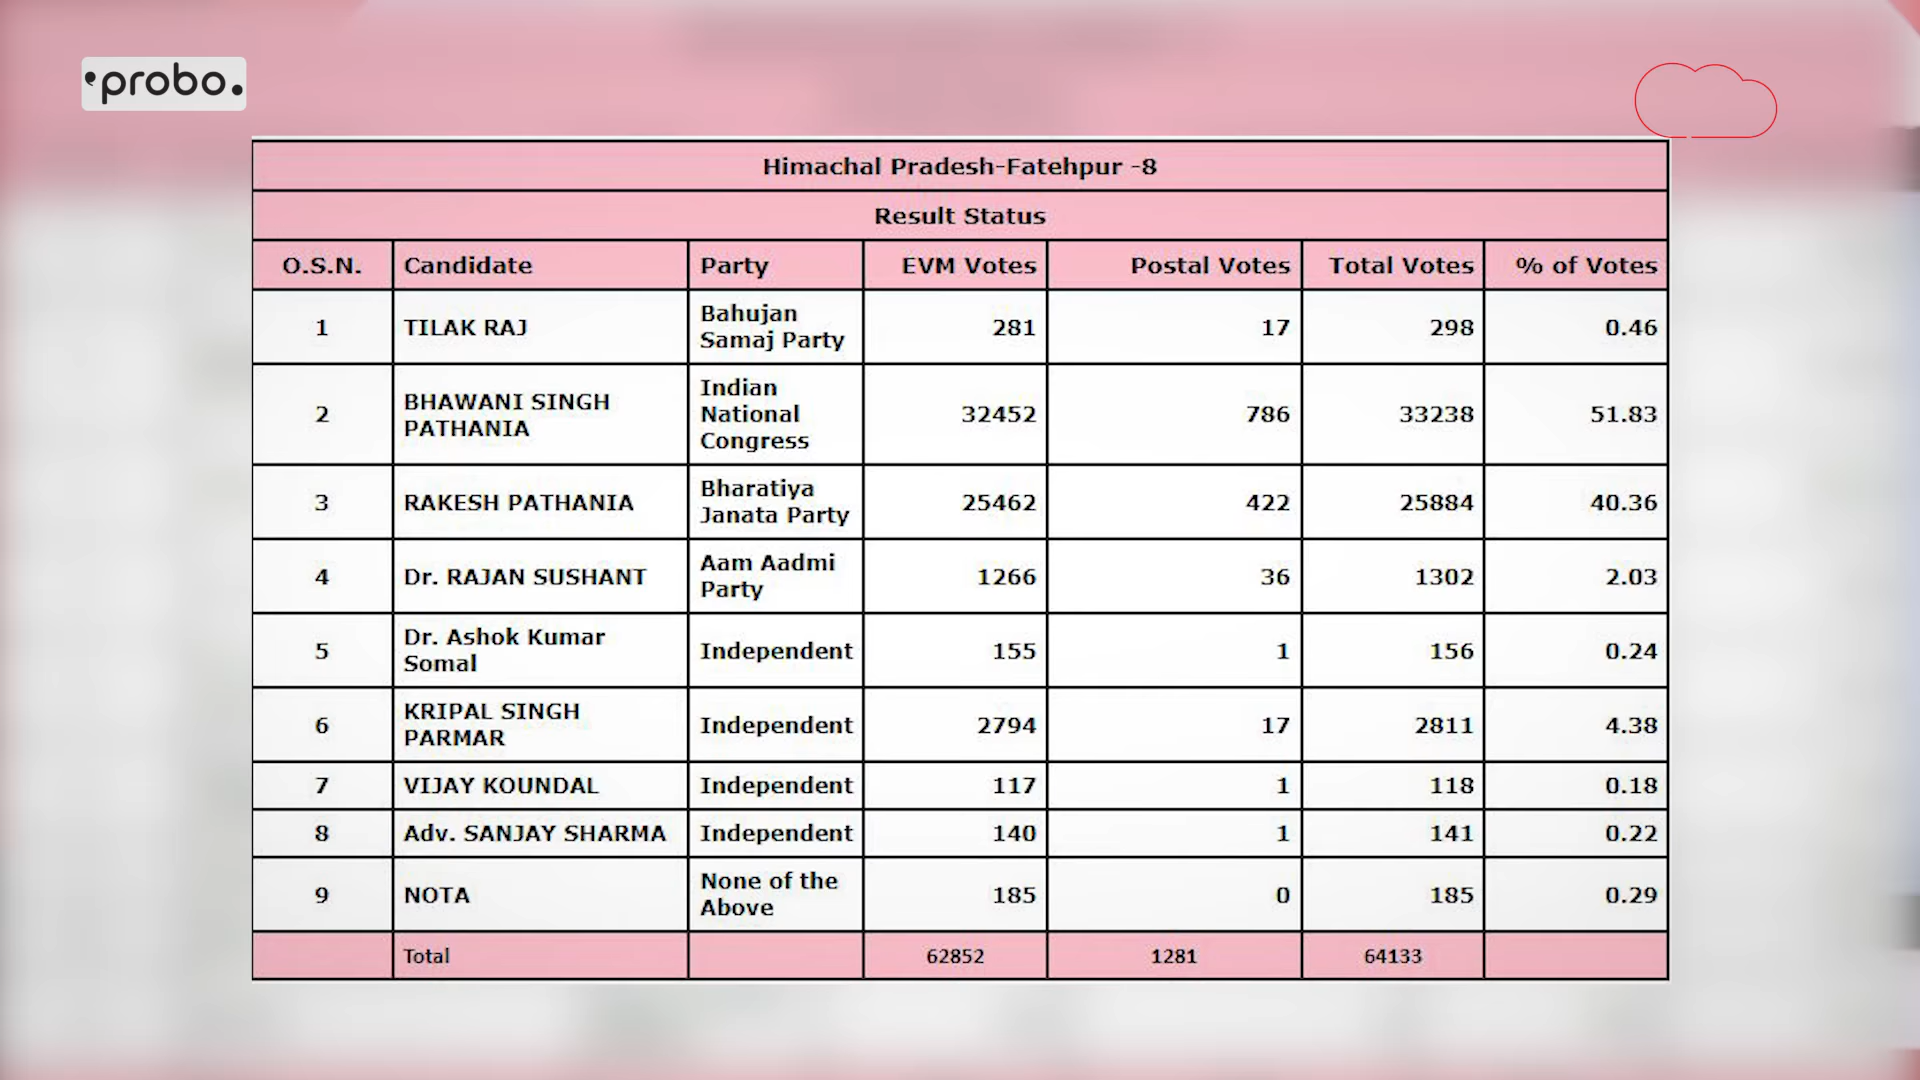 probo.
Himachal Pradesh-Fatehpur -8
Result Status
O.S.N. Candidate Party EVM Votes Postal Votes Total Votes % of Votes
1 TILAK RAJ Bahujan Samaj Party 281 17 298 0.46
2 BHAWANI SINGH PATHANIA Indian National Congress 32452 786 33238 51.83
3 RAKESH PATHANIA Bharatiya Janata Party 25462 422 25884 40.36
4 Dr. RAJAN SUSHANT Aam Aadmi Party 1266 36 1302 2.03
5 Dr. Ashok Kumar Somal Independent 155 1 156 0.24
6 KRIPAL SINGH PARMAR Independent 2794 17 2811 4.38
7 VIJAY KOUNDAL Independent 117 1 118 0.18
8 Adv. SANJAY SHARMA Independent 140 1 141 0.22
9 NOTA None of the Above 185 0 185 0.29
Total 62852 1281 64133